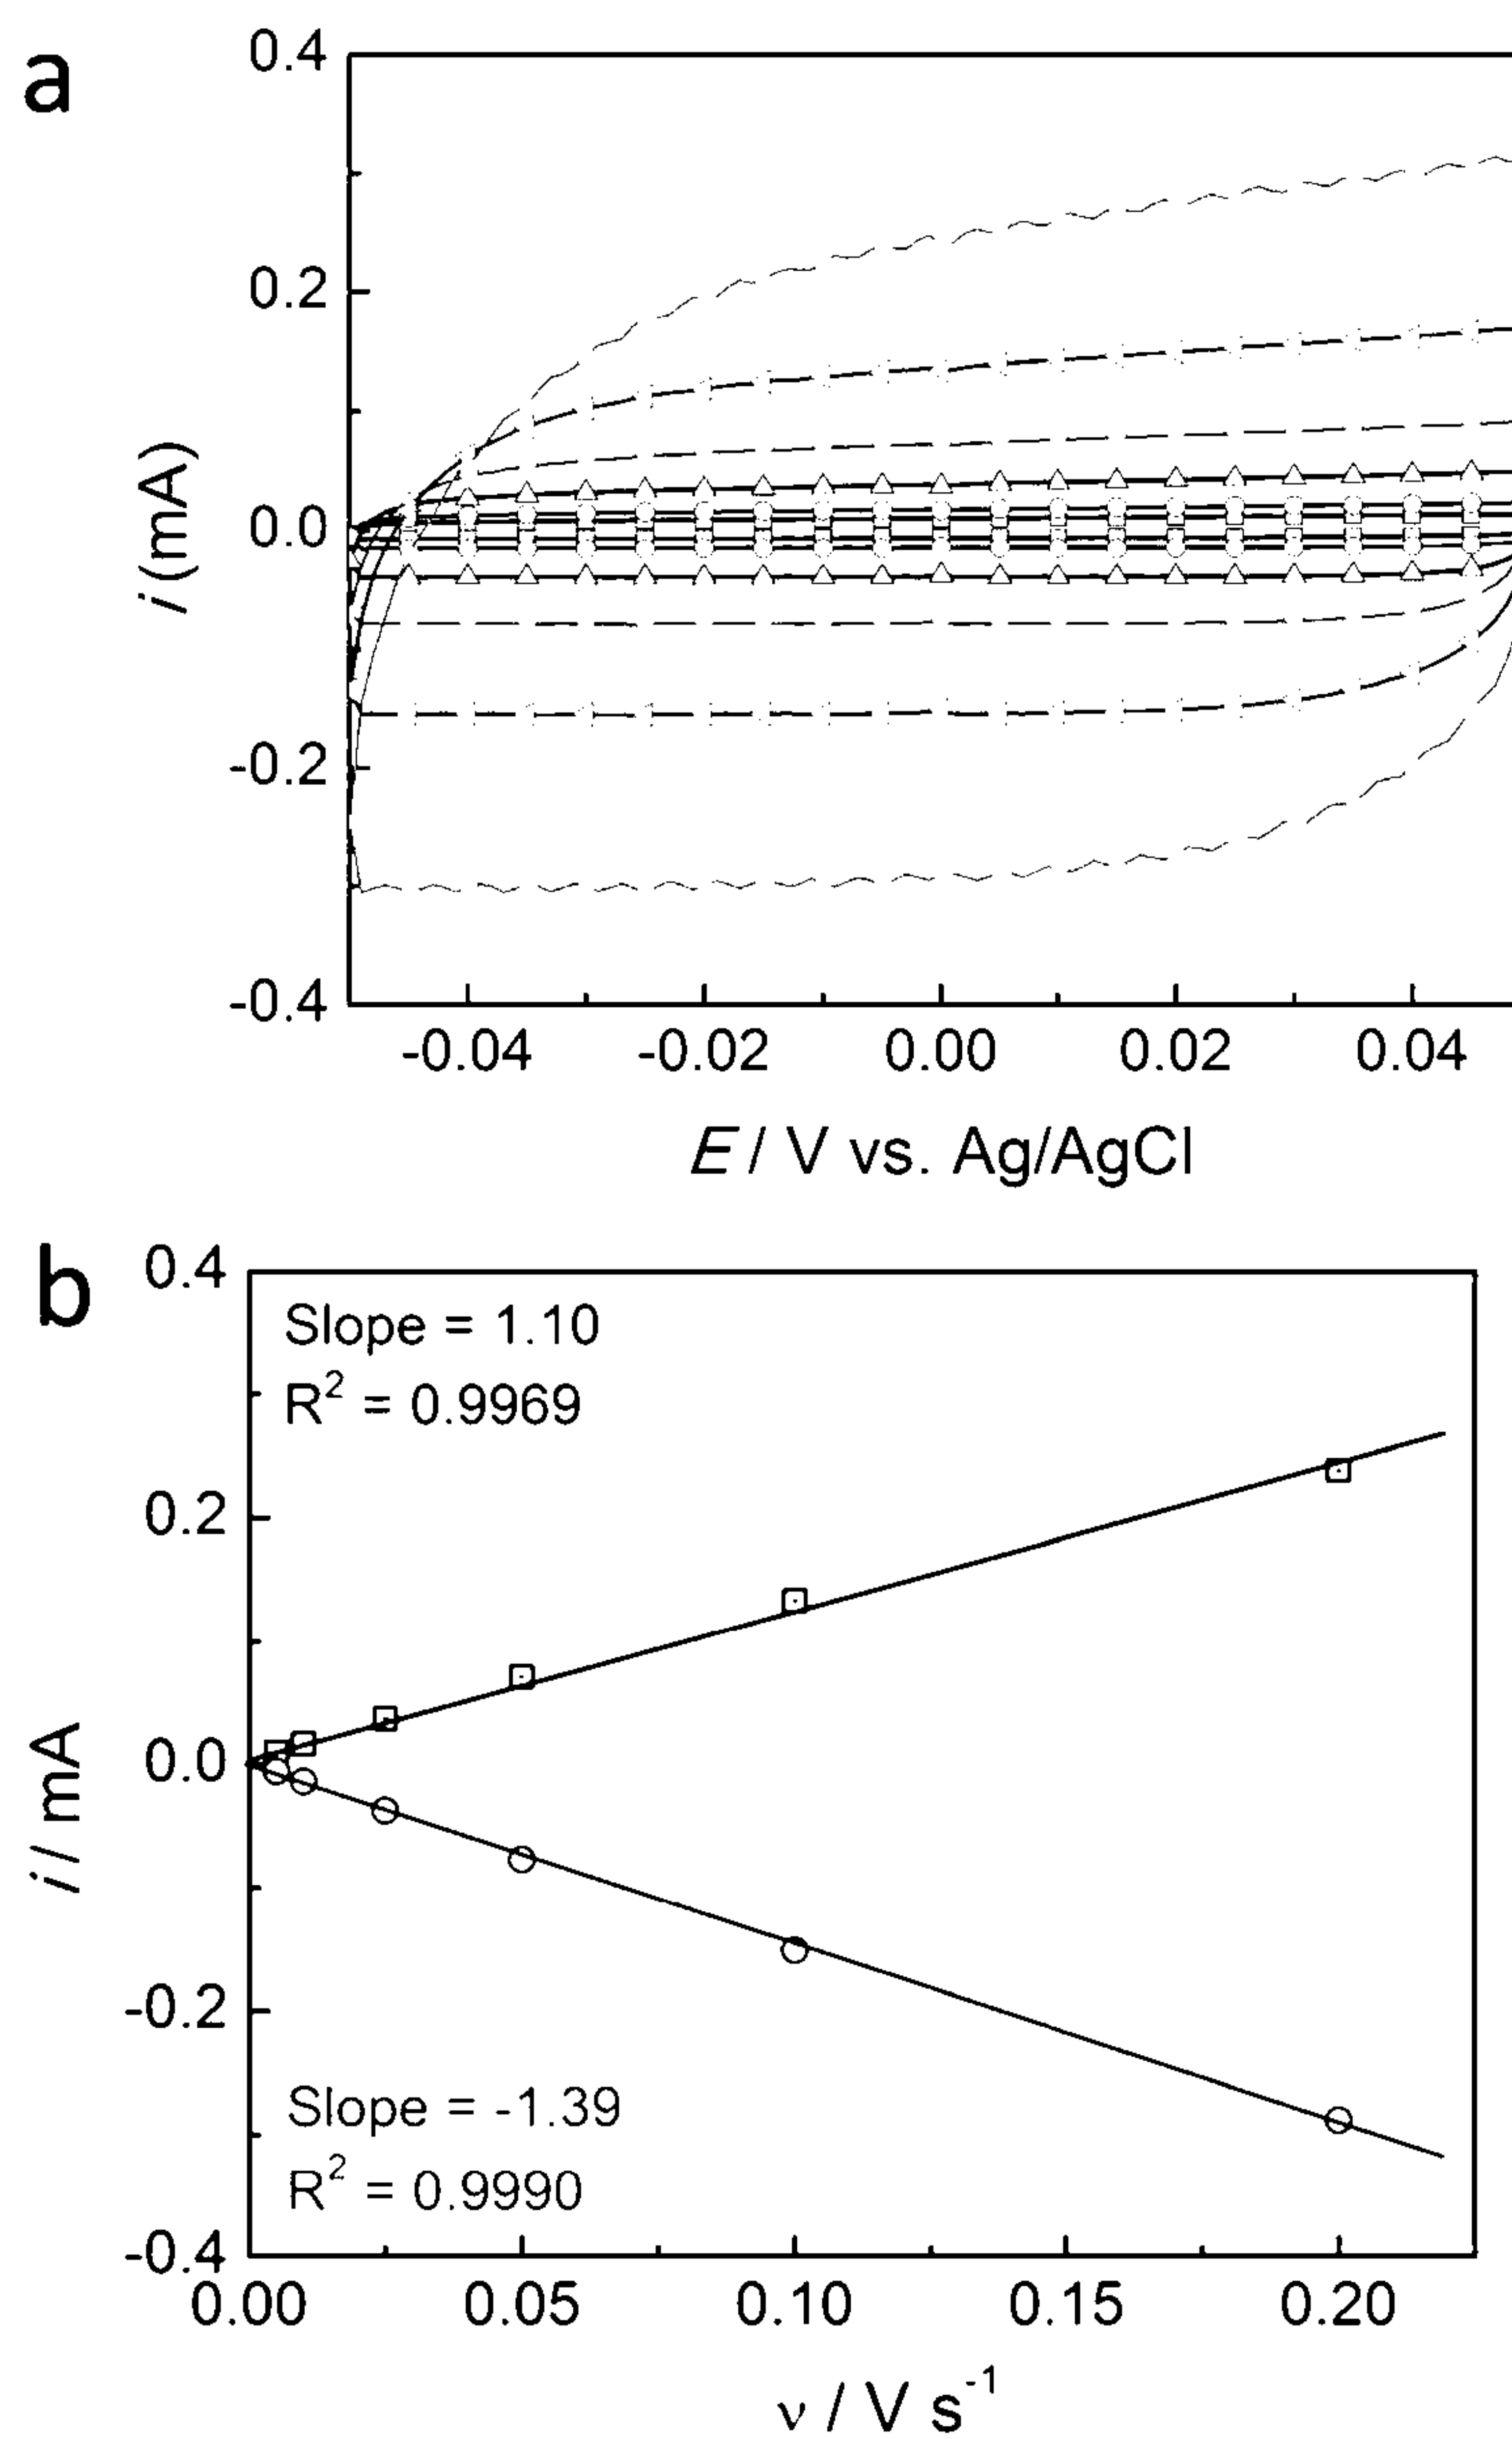 a
0.4
0.2
0.0
-0.2
-0.4
i (mA)
-0.04 -0.02 0.00 0.02 0.04
E / V vs. Ag/AgCl
b
0.4
0.2
0.0
-0.2
-0.4
i / mA
Slope = 1.10
R² = 0.9969
Slope = -1.39
R² = 0.9990
0.00 0.05 0.10 0.15 0.20
ν / V s⁻¹